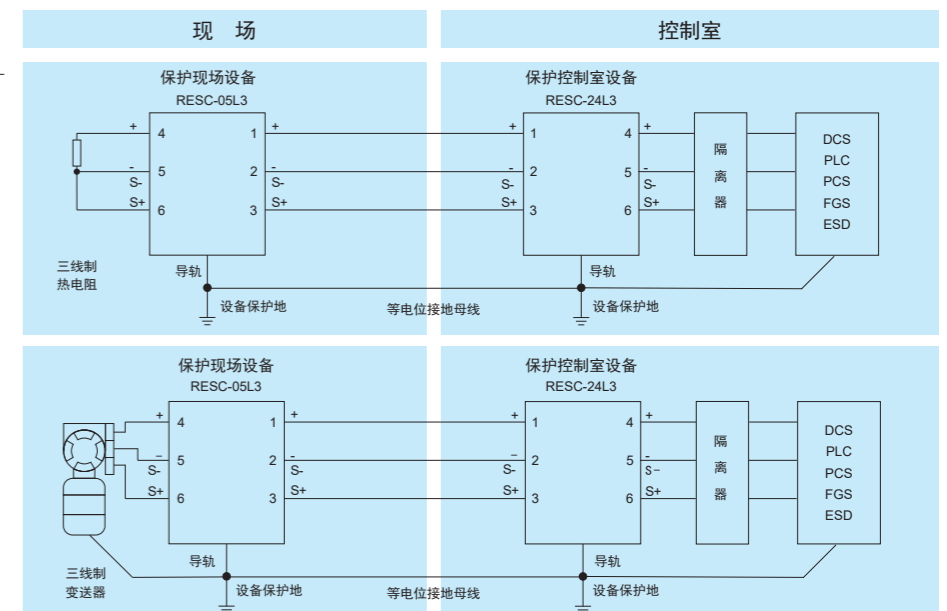 现 场
控制室
保护现场设备
RESC-05L3
保护控制室设备
RESC-24L3
+ 4 1 + + 1 4 +
- 5 2 - - 2 5 -
S- S- S- S-
S+ 6 3 S+ S+ 3 6 S+
隔
离
器
DCS
PLC
PCS
FGS
ESD
三线制
热电阻
导轨
设备保护地
等电位接地母线
导轨
设备保护地
保护现场设备
RESC-05L3
保护控制室设备
RESC-24L3
+ 4 1 + + 1 4 +
- 5 2 - - 2 5 -
S- S- S- S-
S+ 6 3 S+ S+ 3 6 S+
隔
离
器
DCS
PLC
PCS
FGS
ESD
三线制
变送器
导轨
设备保护地
等电位接地母线
导轨
设备保护地